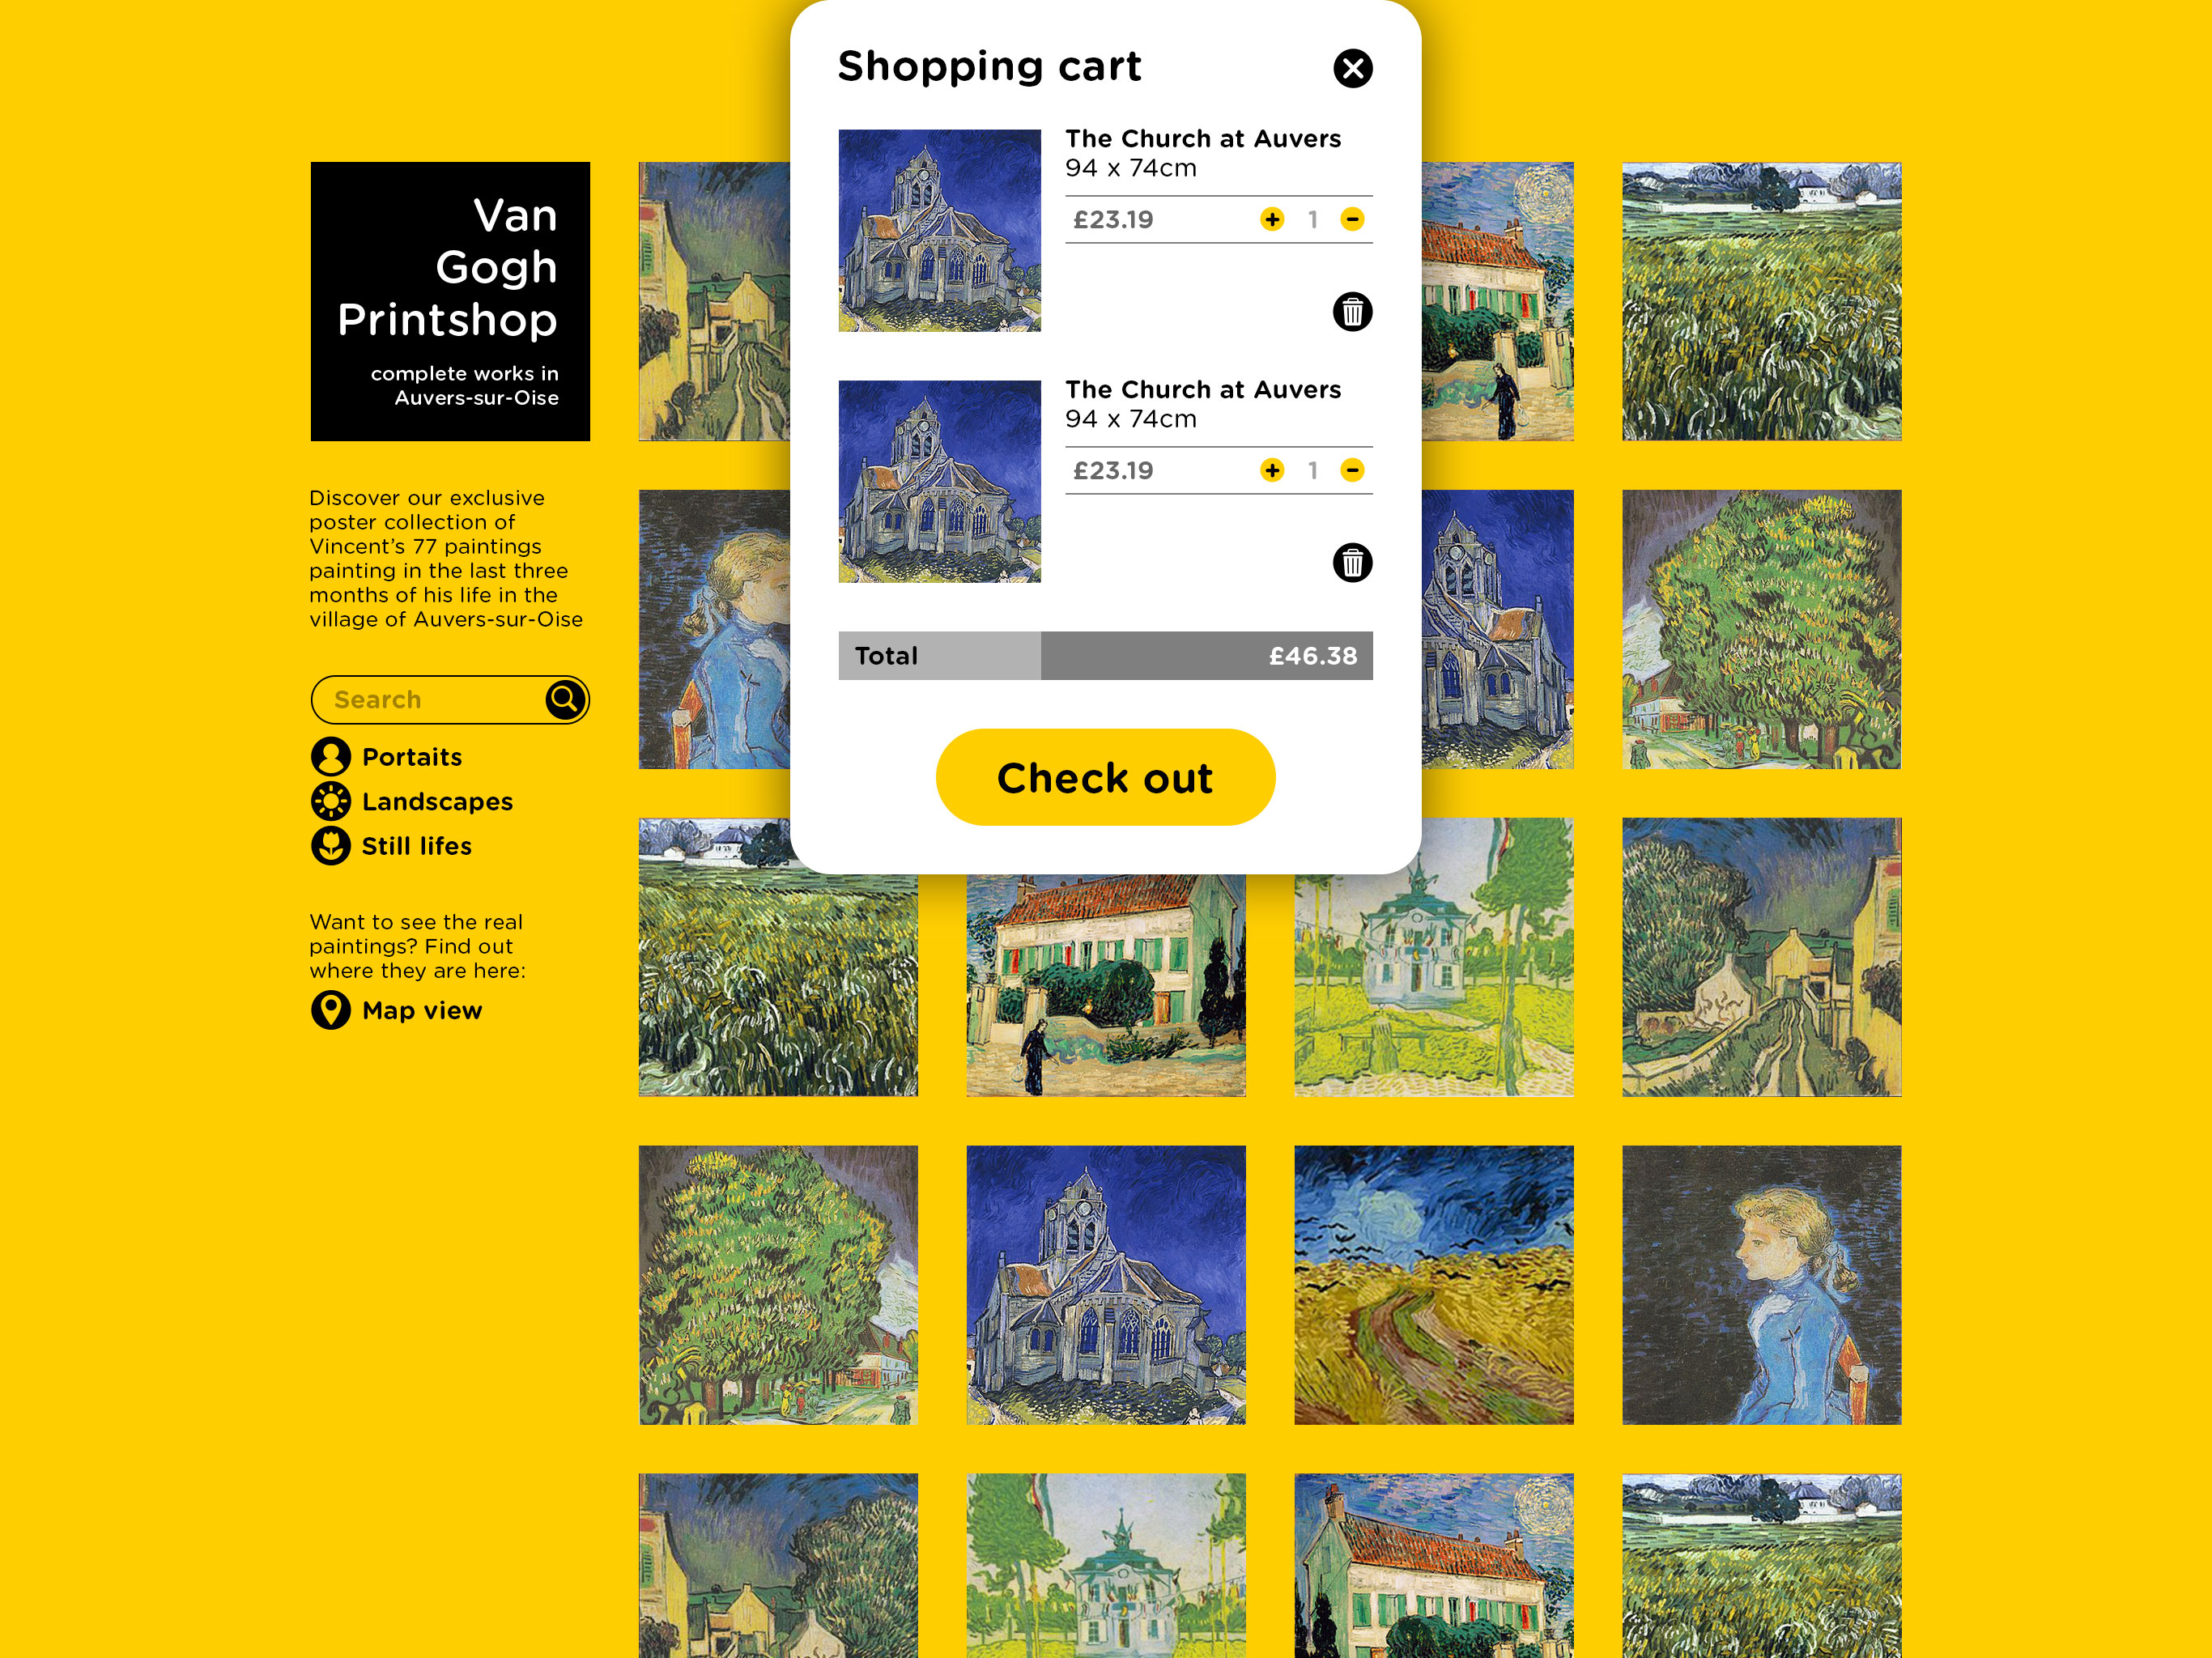 Shopping cart
The Church at Auvers
94 x 74cm
£23.19
1
The Church at Auvers
94 x 74cm
£23.19
1
Total
£46.38
Check out
Van
Gogh
Printshop
complete works in
Auvers-sur-Oise
Discover our exclusive
poster collection of
Vincent’s 77 paintings
painting in the last three
months of his life in the
village of Auvers-sur-Oise
Search
Portaits
Landscapes
Still lifes
Want to see the real
paintings? Find out
where they are here:
Map view